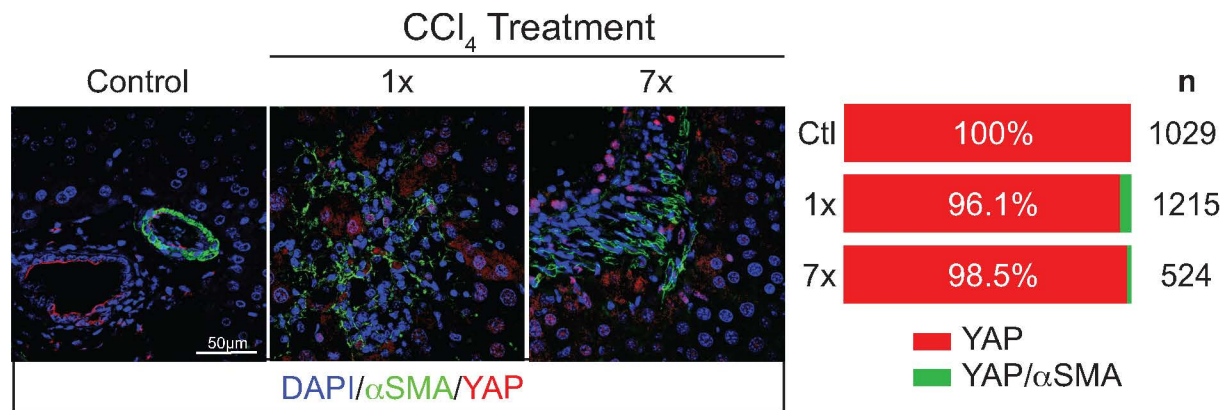 CCl₄ Treatment
Control 1x 7x n
Ctl 100% 1029
1x 96.1% 1215
7x 98.5% 524
50µm
YAP
YAP/αSMA
DAPI/αSMA/YAP